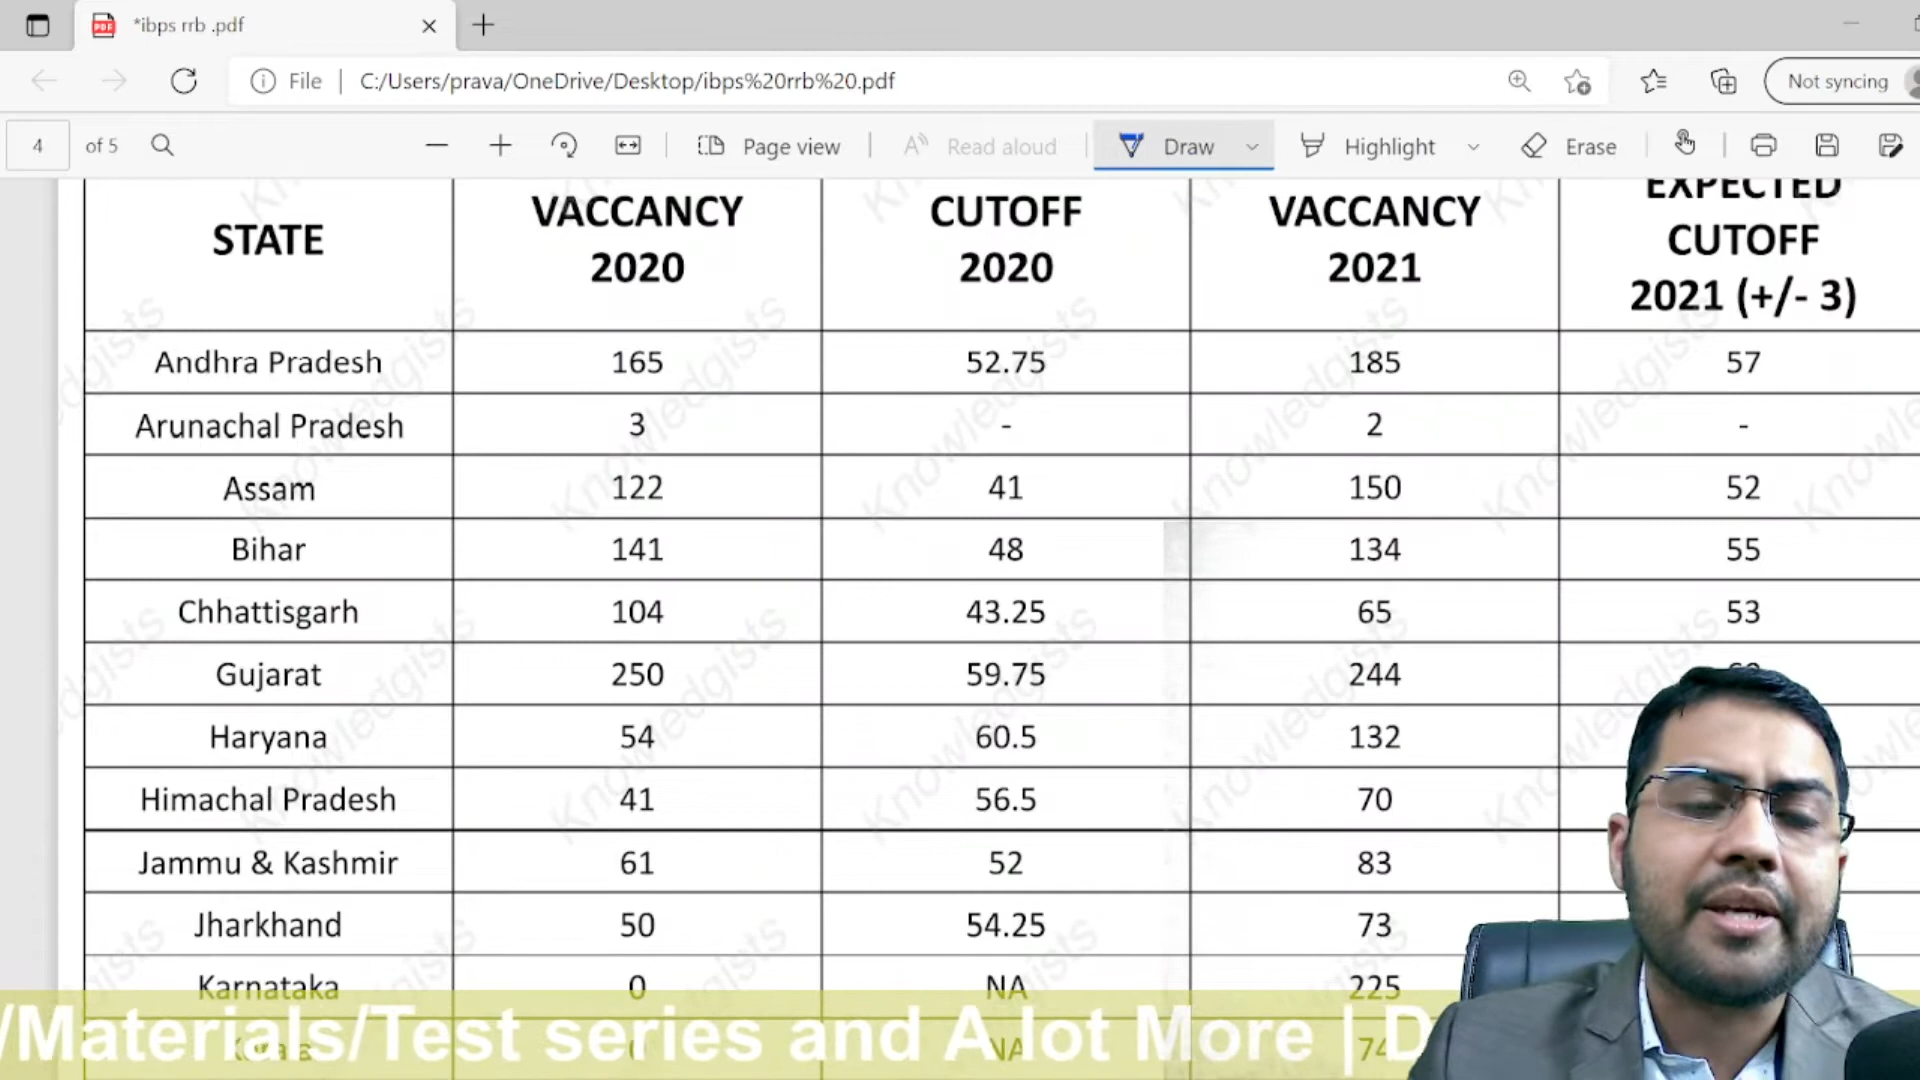 *ibps rrb .pdf
File | C:/Users/prava/OneDrive/Desktop/ibps%20rrb%20.pdf
Not syncing
4 of 5
Page view
Read aloud
Draw
Highlight
Erase
STATE
VACCANCY 2020
CUTOFF 2020
VACCANCY 2021
EXPECTED CUTOFF 2021 (+/- 3)
Andhra Pradesh 165 52.75 185 57
Arunachal Pradesh 3 - 2 -
Assam 122 41 150 52
Bihar 141 48 134 55
Chhattisgarh 104 43.25 65 53
Gujarat 250 59.75 244
Haryana 54 60.5 132
Himachal Pradesh 41 56.5 70
Jammu & Kashmir 61 52 83
Jharkhand 50 54.25 73
Karnataka 0 NA 225
Kerala 0 NA 74
/Materials/Test series and A lot More | D
Knowledgists